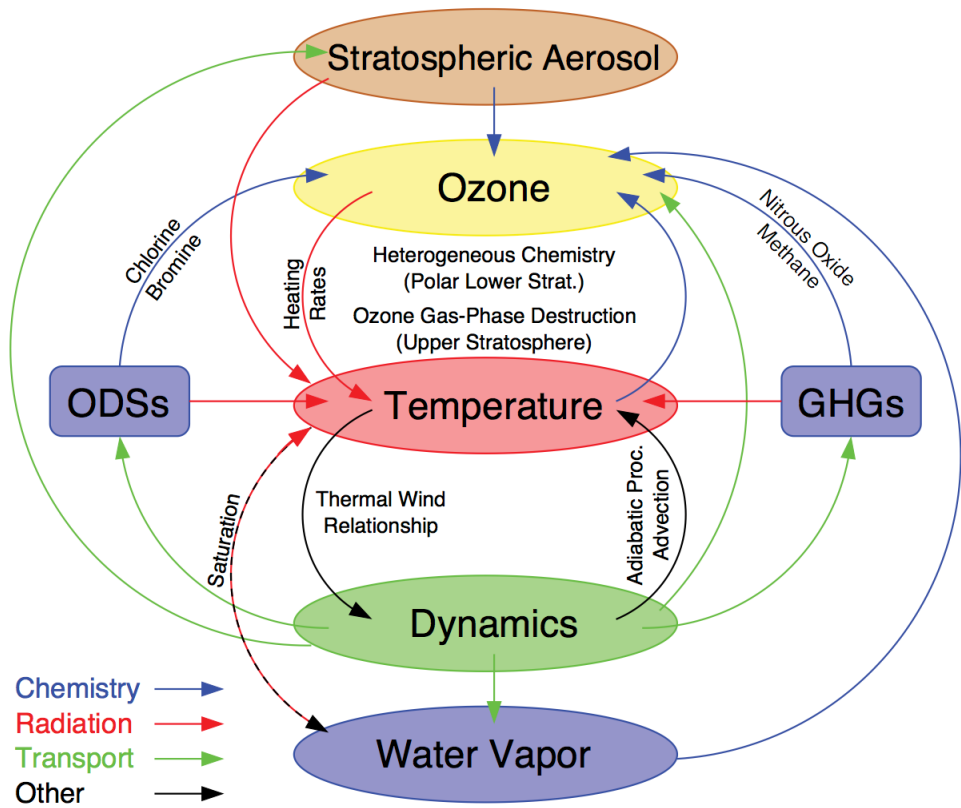 Stratospheric Aerosol
Ozone
Chlorine
Bromine
Nitrous Oxide
Methane
Heating
Rates
Heterogeneous Chemistry
(Polar Lower Strat.)
Ozone Gas-Phase Destruction
(Upper Stratosphere)
ODSs
Temperature
GHGs
Saturation
Thermal Wind
Relationship
Adiabatic Proc.
Advection
Dynamics
Water Vapor
Chemistry
Radiation
Transport
Other